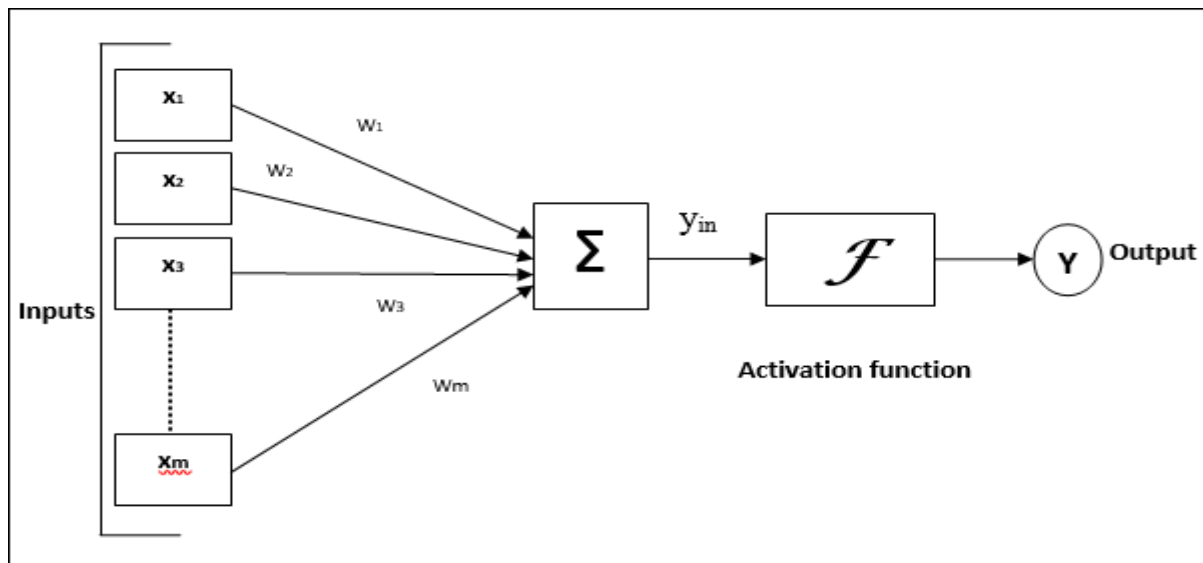 x₁
w₁
x₂
w₂
x₃
w₃
Inputs
xm
wm
Σ
yin
ℱ
Activation function
Y
Output